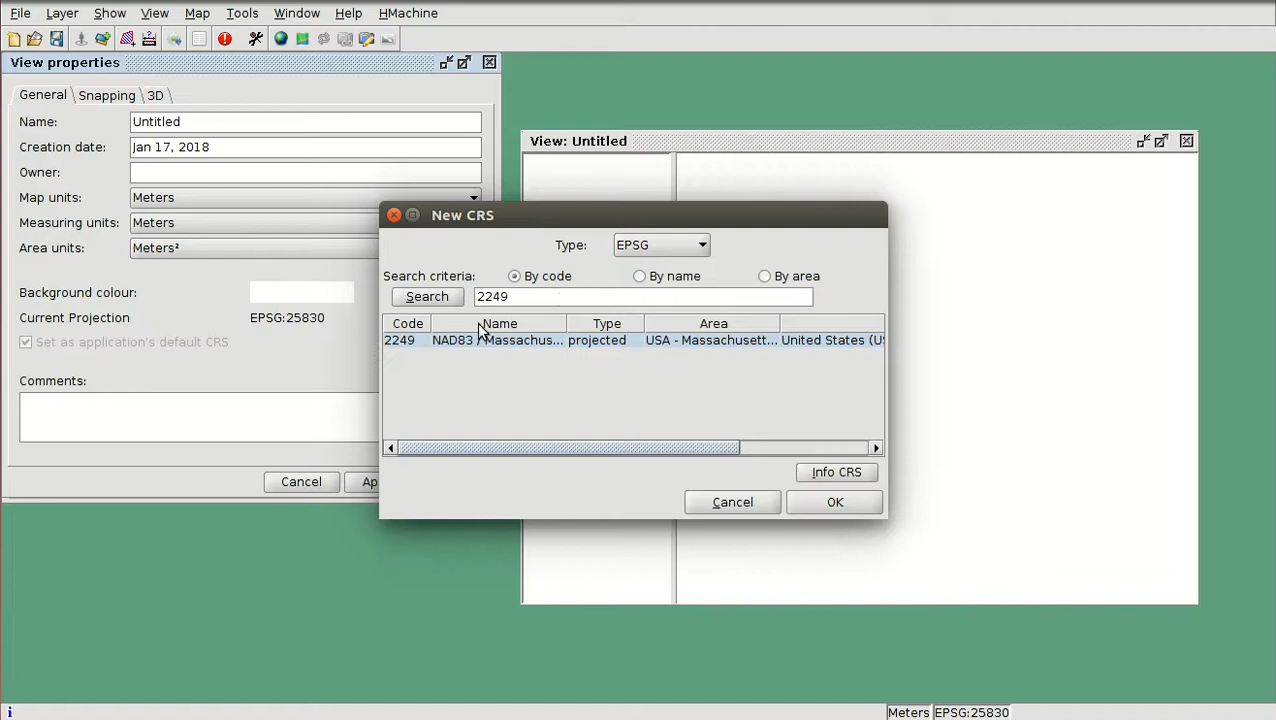 File Layer Show View Map Tools Window Help HMachine
View properties
General Snapping 3D
Name: Untitled
Creation date: Jan 17, 2018
Owner:
Map units: Meters
Measuring units: Meters
Area units: Meters²
Background colour:
Current Projection EPSG:25830
Set as application's default CRS
Comments:
Cancel Ap
View: Untitled
New CRS
Type: EPSG
Search criteria: By code By name By area
Search 2249
Code Name Type Area
2249 NAD83 / Massachus... projected USA - Massachusett... United States (US
Info CRS
Cancel OK
Meters EPSG:25830